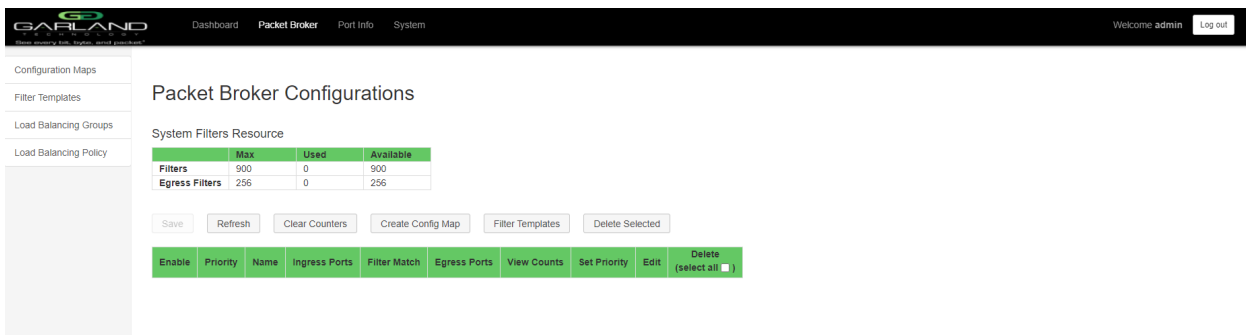 GARLAND Dashboard Packet Broker Port Info System Welcome admin Log out
TECHNOLOGY
See every bit, byte, and packet®
Configuration Maps
Filter Templates
Load Balancing Groups
Load Balancing Policy
Packet Broker Configurations
System Filters Resource
Max Used Available
Filters 900 0 900
Egress Filters 256 0 256
Save Refresh Clear Counters Create Config Map Filter Templates Delete Selected
Enable Priority Name Ingress Ports Filter Match Egress Ports View Counts Set Priority Edit Delete
(select all )